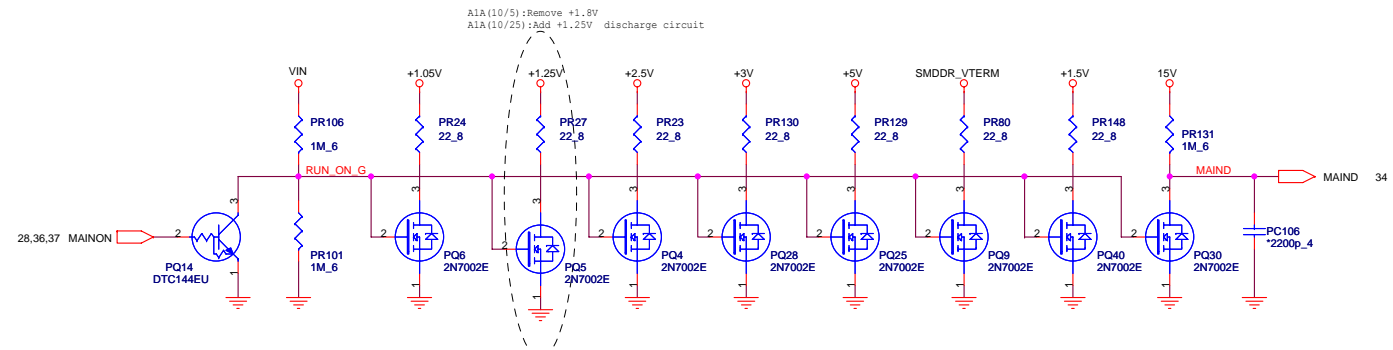 A1A(10/5):Remove +1.8V
A1A(10/25):Add +1.25V discharge circuit
VIN
+1.05V
+1.25V
+2.5V
+3V
+5V
SMDDR_VTERM
+1.5V
15V
PR106
1M_6
PR24
22_8
PR27
22_8
PR23
22_8
PR130
22_8
PR129
22_8
PR80
22_8
PR148
22_8
PR131
1M_6
RUN_ON_G
MAIND
MAIND 34
28,36,37 MAINON
2
3
1
PQ14
DTC144EU
PR101
1M_6
2
3
1
PQ6
2N7002E
2
3
1
PQ5
2N7002E
2
3
1
PQ4
2N7002E
2
3
1
PQ28
2N7002E
2
3
1
PQ25
2N7002E
2
3
1
PQ9
2N7002E
2
3
1
PQ40
2N7002E
2
3
1
PQ30
2N7002E
PC106
*2200p_4